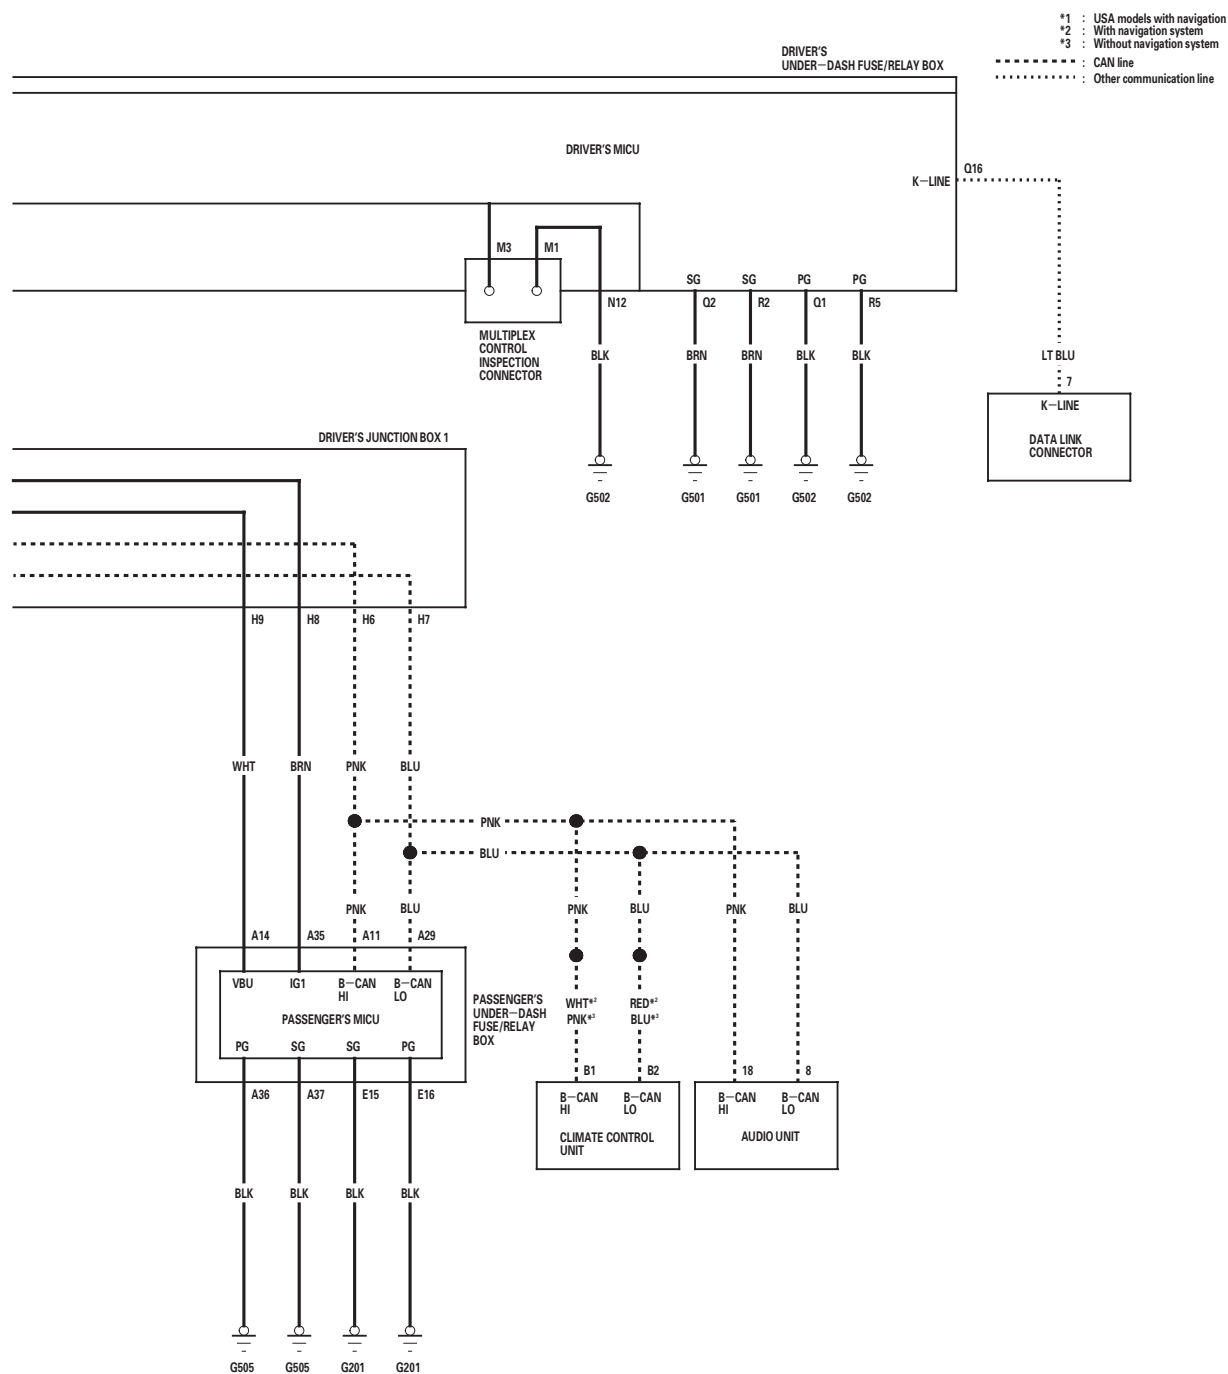 *1 : USA models with navigation
*2 : With navigation system
*3 : Without navigation system
: CAN line
: Other communication line
DRIVER'S
UNDER–DASH FUSE/RELAY BOX
DRIVER'S MICU
K–LINE
Q16
M3 M1
SG SG PG PG
N12 Q2 R2 Q1 R5
MULTIPLEX
CONTROL
INSPECTION
CONNECTOR
BLK BRN BRN BLK BLK
LT BLU
7
K–LINE
DATA LINK
CONNECTOR
G502 G501 G501 G502 G502
DRIVER'S JUNCTION BOX 1
H9 H8 H6 H7
WHT BRN PNK BLU
PNK
BLU
PNK BLU PNK BLU PNK BLU
A14 A35 A11 A29
VBU IG1 B–CAN B–CAN
HI LO
PASSENGER'S MICU
PG SG SG PG
PASSENGER'S
UNDER–DASH
FUSE/RELAY
BOX
WHT*2 RED*2
PNK*3 BLU*3
B1 B2 18 8
B–CAN B–CAN B–CAN B–CAN
HI LO HI LO
CLIMATE CONTROL
UNIT
AUDIO UNIT
A36 A37 E15 E16
BLK BLK BLK BLK
G505 G505 G201 G201